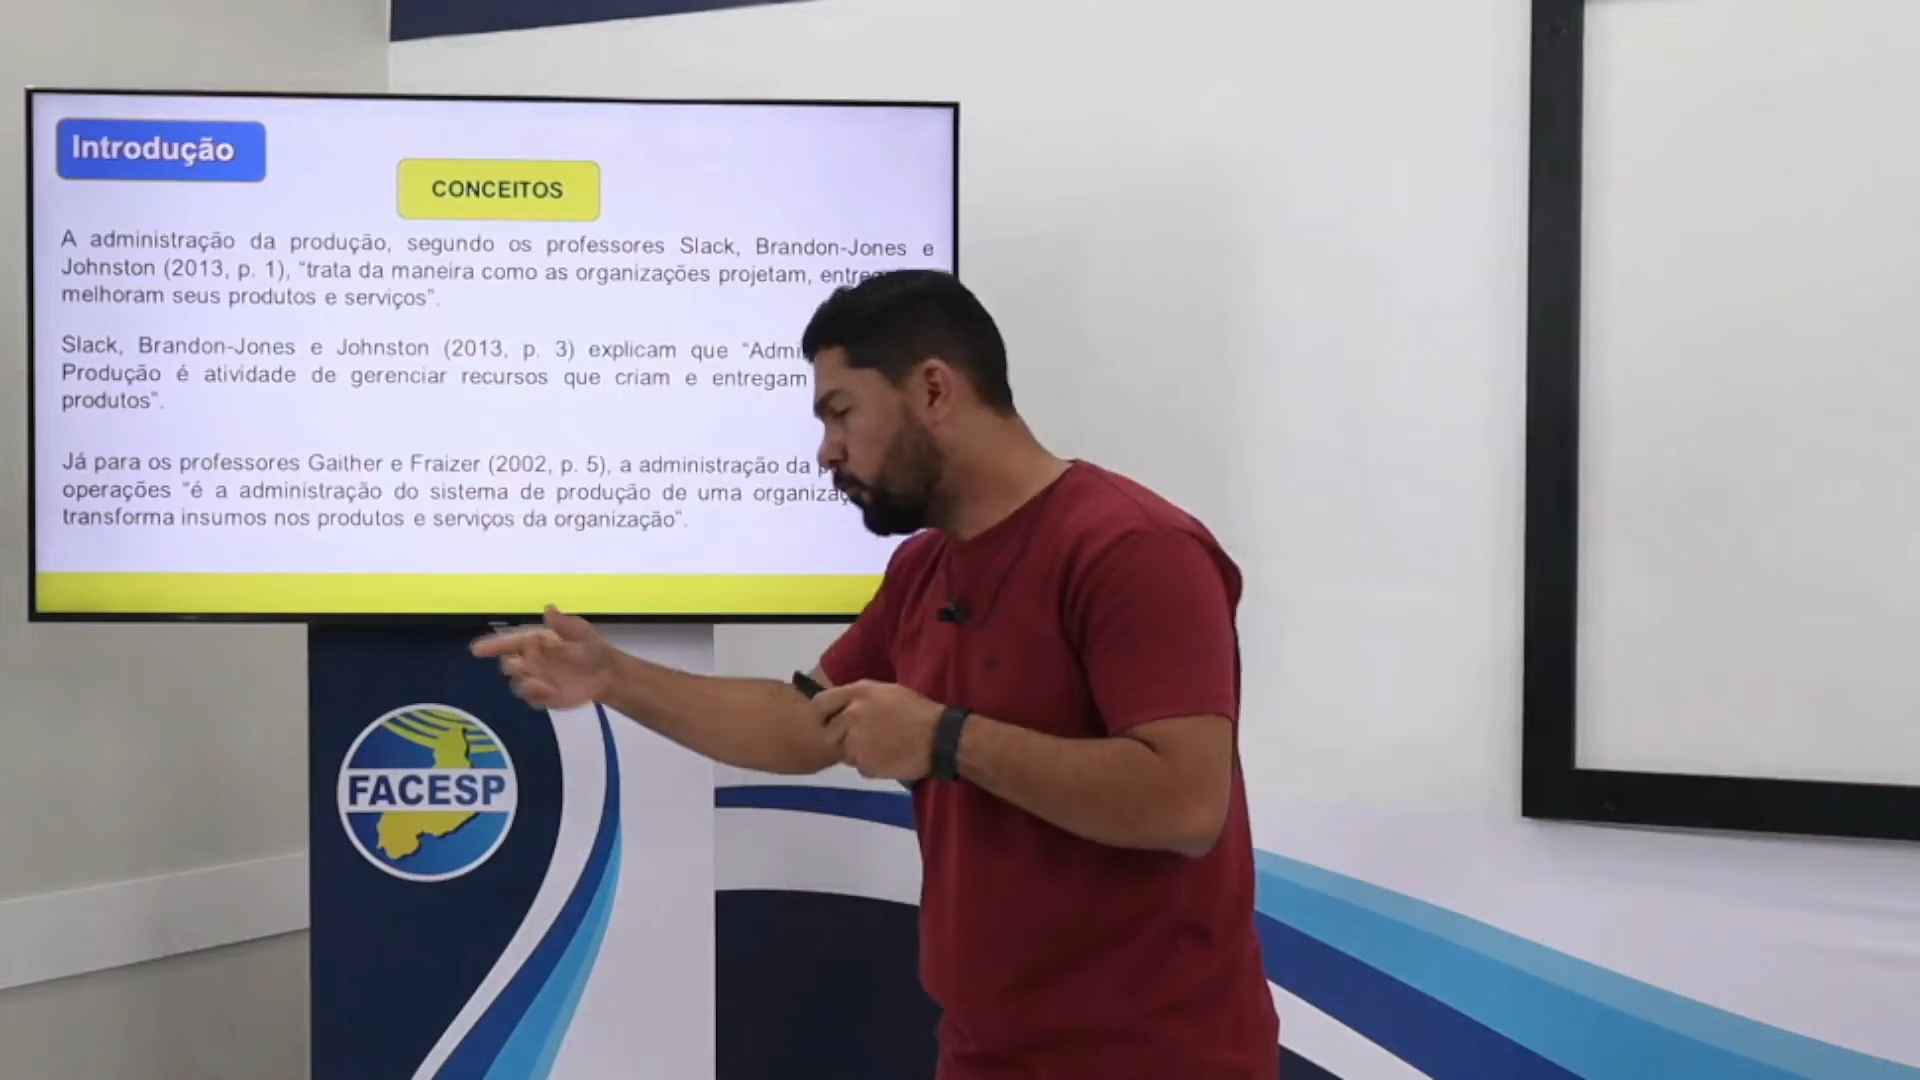 Introdução
CONCEITOS
A administração da produção, segundo os professores Slack, Brandon-Jones e
Johnston (2013, p. 1), “trata da maneira como as organizações projetam,
melhoram seus produtos e serviços”.
Slack, Brandon-Jones e Johnston (2013, p. 3) explicam que
Produção é atividade de gerenciar recursos que criam e entregam
produtos”.
Já para os professores Gaither e Fraizer (2002, p. 5), a administração da
operações “é a administração do sistema de produção de uma
transforma insumos nos produtos e serviços da organização”.
FACESP